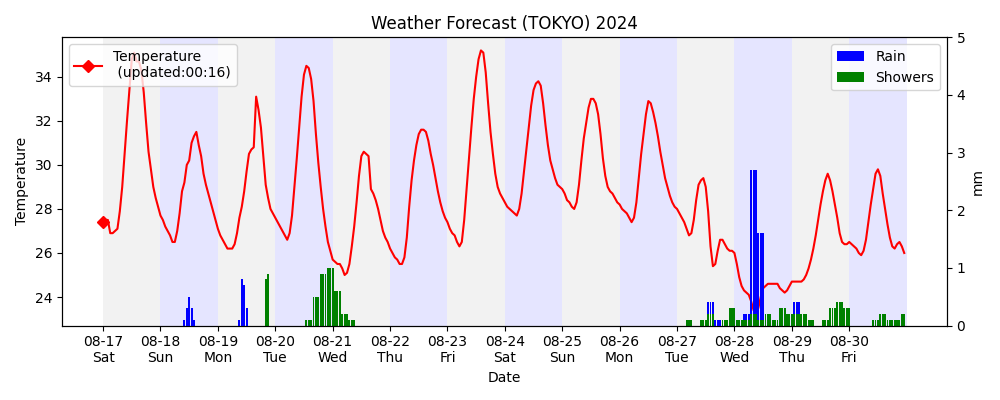 Weather Forecast (TOKYO) 2024
Temperature
(updated:00:16)
Rain
Showers
Temperature
34
32
30
28
26
24
5
4
3
2
1
0
mm
08-17 08-18 08-19 08-20 08-21 08-22 08-23 08-24 08-25 08-26 08-27 08-28 08-29 08-30
Sat Sun Mon Tue Wed Thu Fri Sat Sun Mon Tue Wed Thu Fri
Date